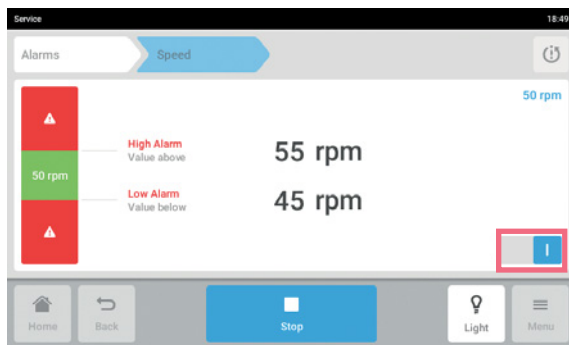 Service
18:49
Alarms
Speed
50 rpm
50 rpm
High Alarm
Value above
55 rpm
Low Alarm
Value below
45 rpm
I
Home
Back
Stop
Light
Menu